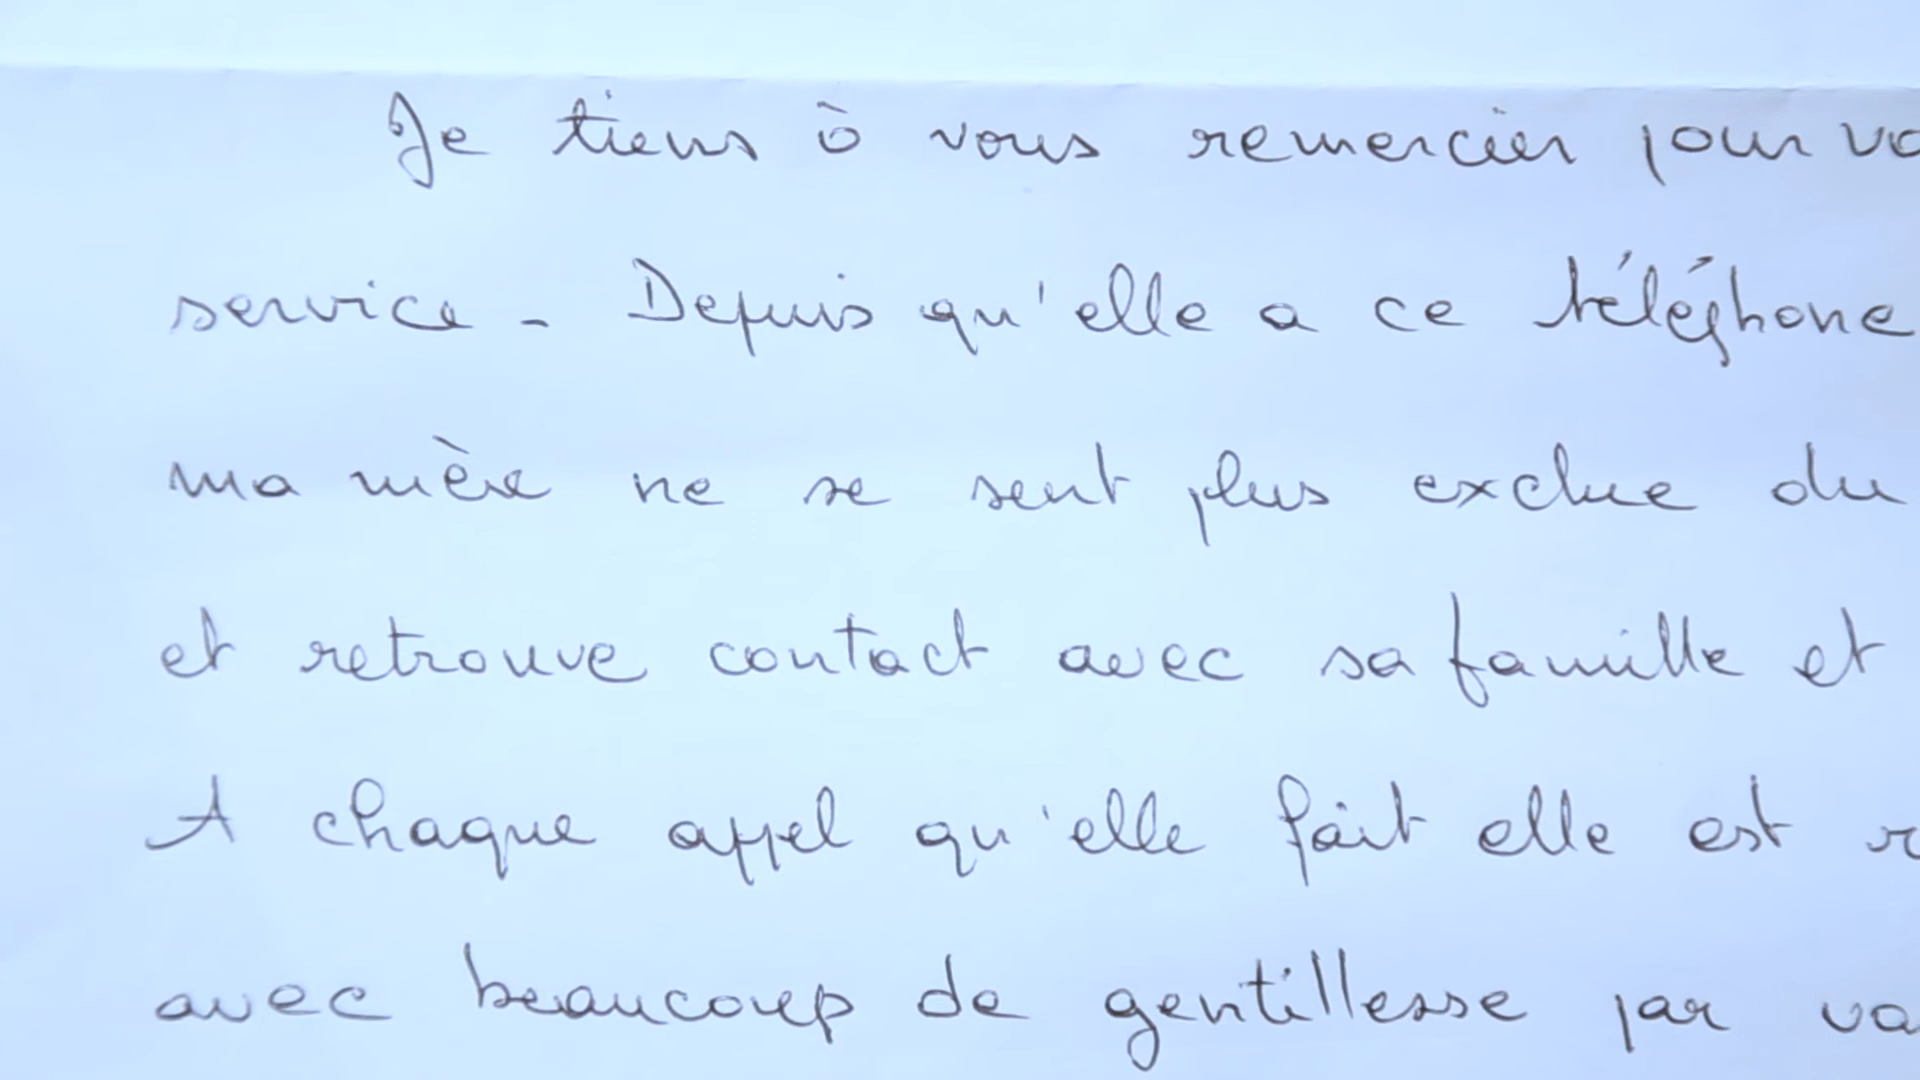 Je tiens à vous remercier pour vo
service - Depuis qu'elle a ce téléphone
ma mère ne se sent plus exclue du
et retrouve contact avec sa famille et
A chaque appel qu'elle fait elle est r
avec beaucoup de gentillesse par vo